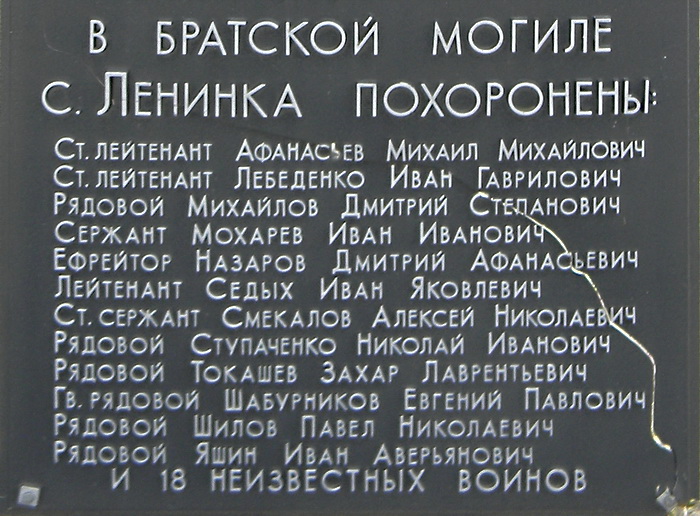 В БРАТСКОЙ МОГИЛЕ
С. ЛЕНИНКА ПОХОРОНЕНЫ:
СТ. ЛЕЙТЕНАНТ АФАНАСЬЕВ МИХАИЛ МИХАЙЛОВИЧ
СТ. ЛЕЙТЕНАНТ ЛЕБЕДЕНКО ИВАН ГАВРИЛОВИЧ
РЯДОВОЙ МИХАЙЛОВ ДМИТРИЙ СТЕПАНОВИЧ
СЕРЖАНТ МОХАРЕВ ИВАН ИВАНОВИЧ
ЕФРЕЙТОР НАЗАРОВ ДМИТРИЙ АФАНАСЬЕВИЧ
ЛЕЙТЕНАНТ СЕДЫХ ИВАН ЯКОВЛЕВИЧ
СТ. СЕРЖАНТ СМЕКАЛОВ АЛЕКСЕЙ НИКОЛАЕВИЧ
РЯДОВОЙ СТУПАЧЕНКО НИКОЛАЙ ИВАНОВИЧ
РЯДОВОЙ ТОКАШЕВ ЗАХАР ЛАВРЕНТЬЕВИЧ
ГВ. РЯДОВОЙ ШАБУРНИКОВ ЕВГЕНИЙ ПАВЛОВИЧ
РЯДОВОЙ ШИЛОВ ПАВЕЛ НИКОЛАЕВИЧ
РЯДОВОЙ ЯШИН ИВАН АВЕРЬЯНОВИЧ
И 18 НЕИЗВЕСТНЫХ ВОИНОВ